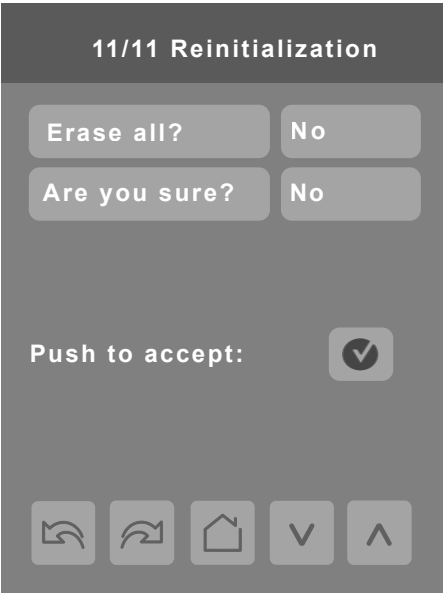 11/11 Reinitialization
Erase all? No
Are you sure? No
Push to accept: